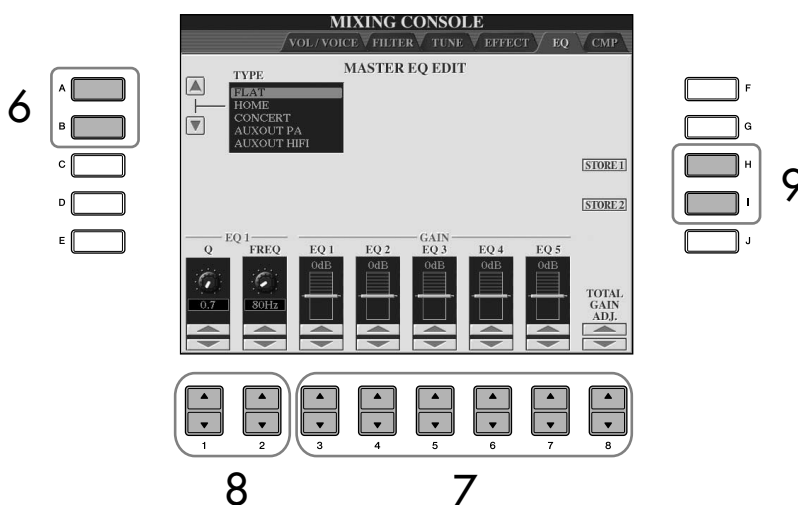 MIXING CONSOLE
VOL / VOICE FILTER TUNE EFFECT EQ CMP
MASTER EQ EDIT
TYPE
FLAT
HOME
CONCERT
AUXOUT PA
AUXOUT HIFI
6
A
B
C
D
E
F
G
H
I
J
9
STORE 1
STORE 2
EQ 1 GAIN
Q FREQ EQ 1 EQ 2 EQ 3 EQ 4 EQ 5
0dB 0dB 0dB 0dB 0dB
0.7 80Hz
TOTAL
GAIN
ADJ.
1 2 3 4 5 6 7 8
8 7